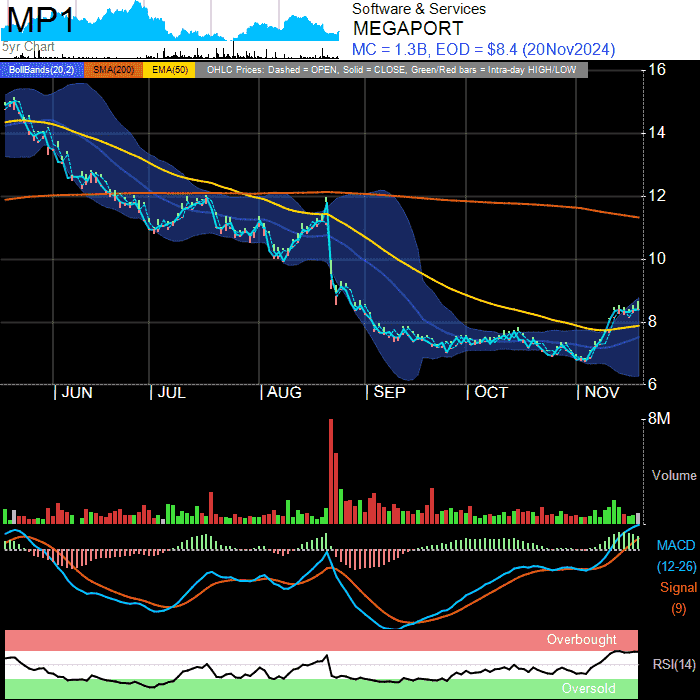 MP1
5yr Chart
Software & Services
MEGAPORT
MC = 1.3B, EOD = $8.4 (20Nov2024)
BollBands(20,2) SMA(200) EMA(50) OHLC Prices: Dashed = OPEN, Solid = CLOSE, Green/Red bars = Intra-day HIGH/LOW
16
14
12
10
8
6
| JUN | JUL | AUG | SEP | OCT | NOV
8M
Volume
MACD
(12-26)
Signal
(9)
Overbought
RSI(14)
Oversold